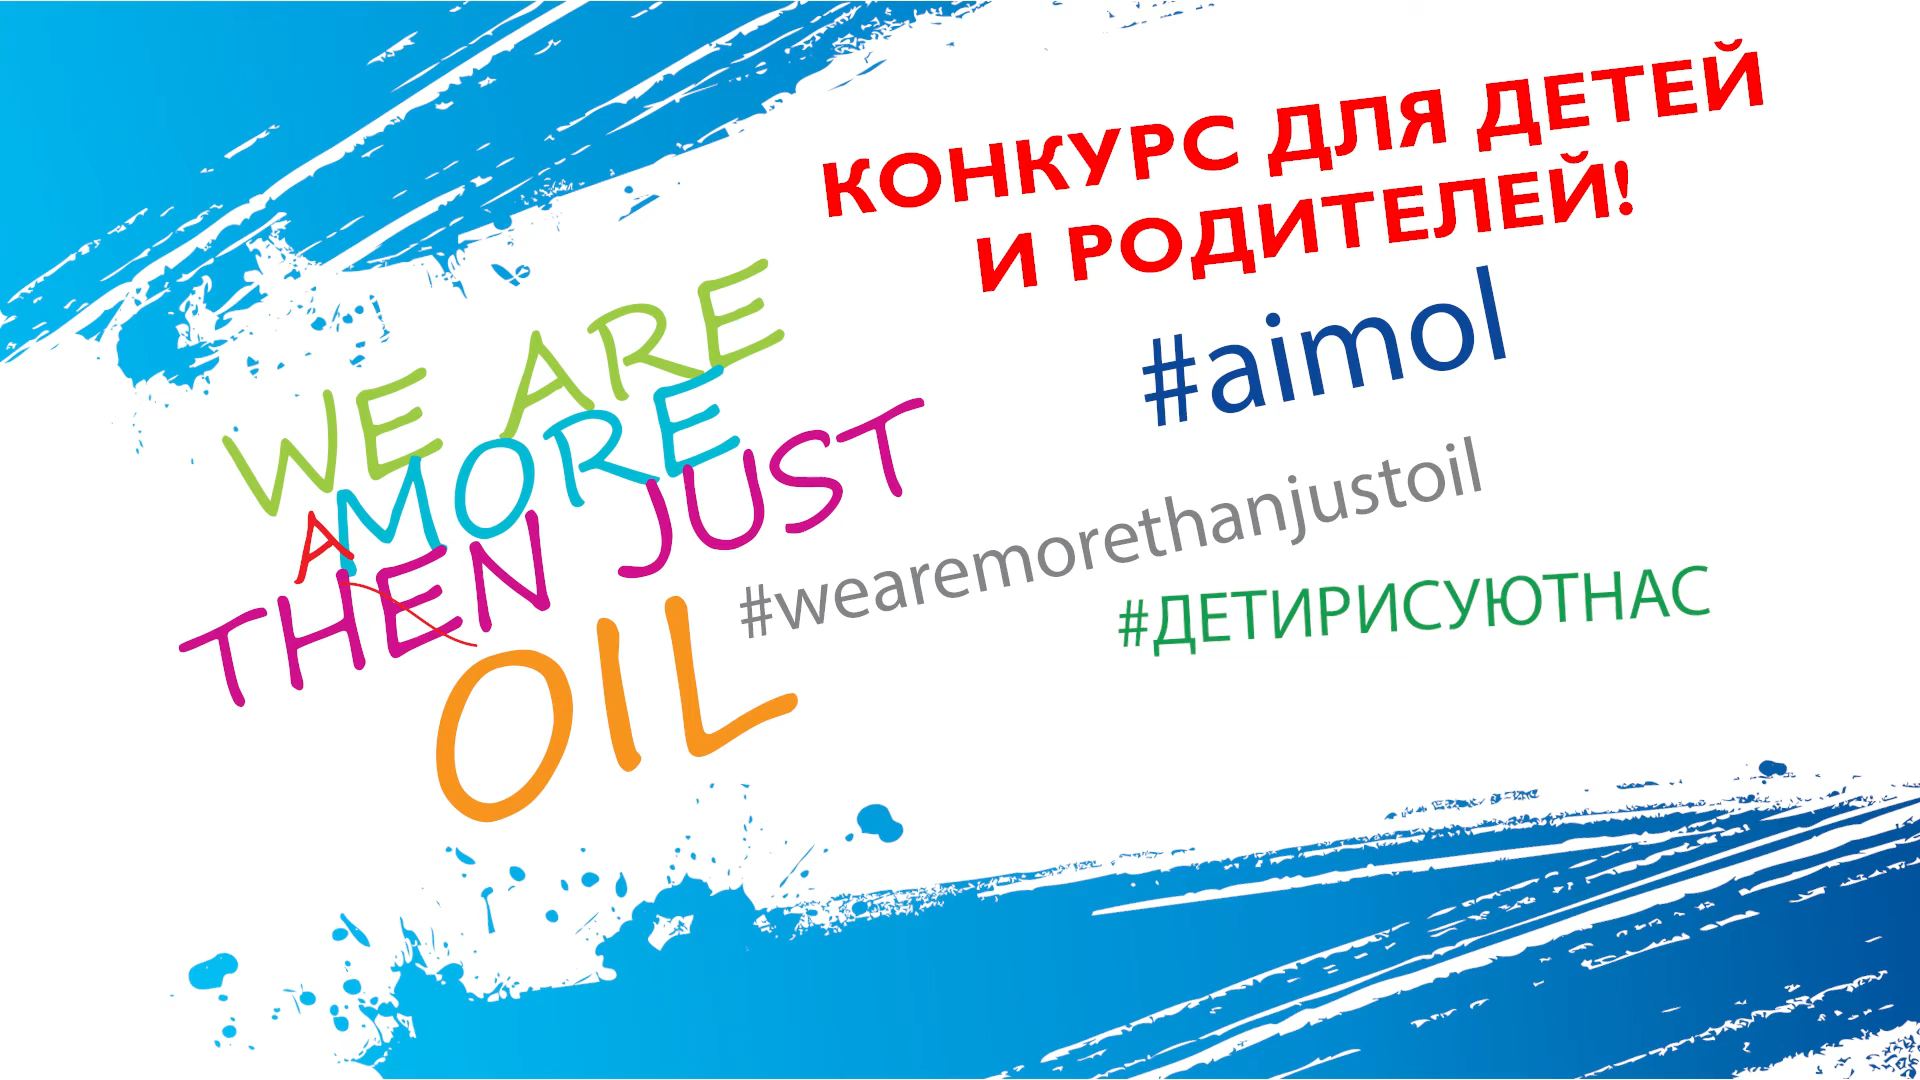 КОНКУРС ДЛЯ ДЕТЕЙ
И РОДИТЕЛЕЙ!
#aimol
WE ARE
MORE
A
THEN JUST
OIL
#wearemorethanjustoil
#ДЕТИРИСУЮТНАС